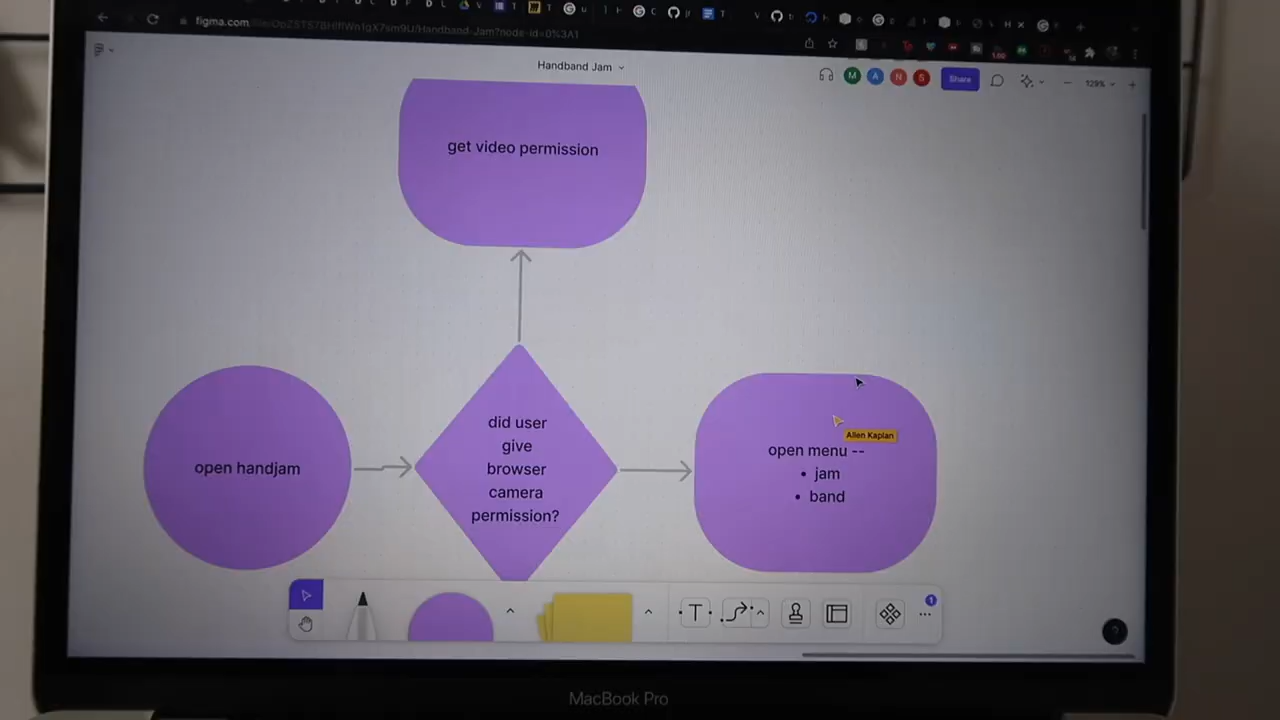 figma.com
Handband Jam
M
A
N
S
Share
129%
get video permission
open handjam
did user
give
browser
camera
permission?
Allen Kaplan
open menu --
• jam
• band
T
1
?
MacBook Pro